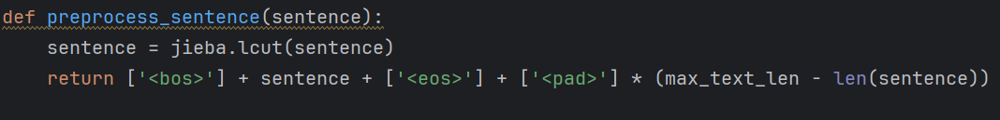 def preprocess_sentence(sentence):
    sentence = jieba.lcut(sentence)
    return ['<bos>'] + sentence + ['<eos>'] + ['<pad>'] * (max_text_len - len(sentence))